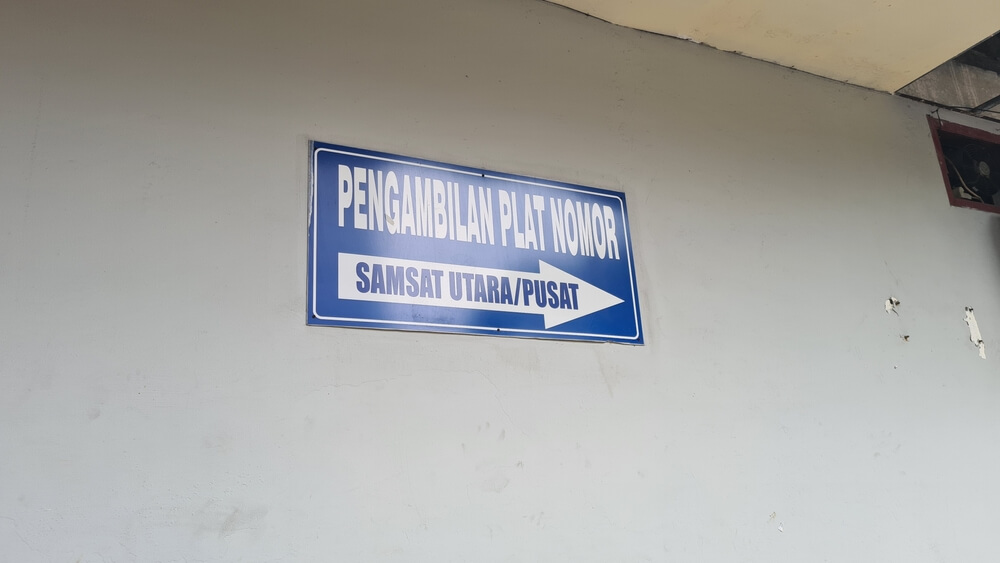 PENGAMBILAN PLAT NOMOR
SAMSAT UTARA/PUSAT